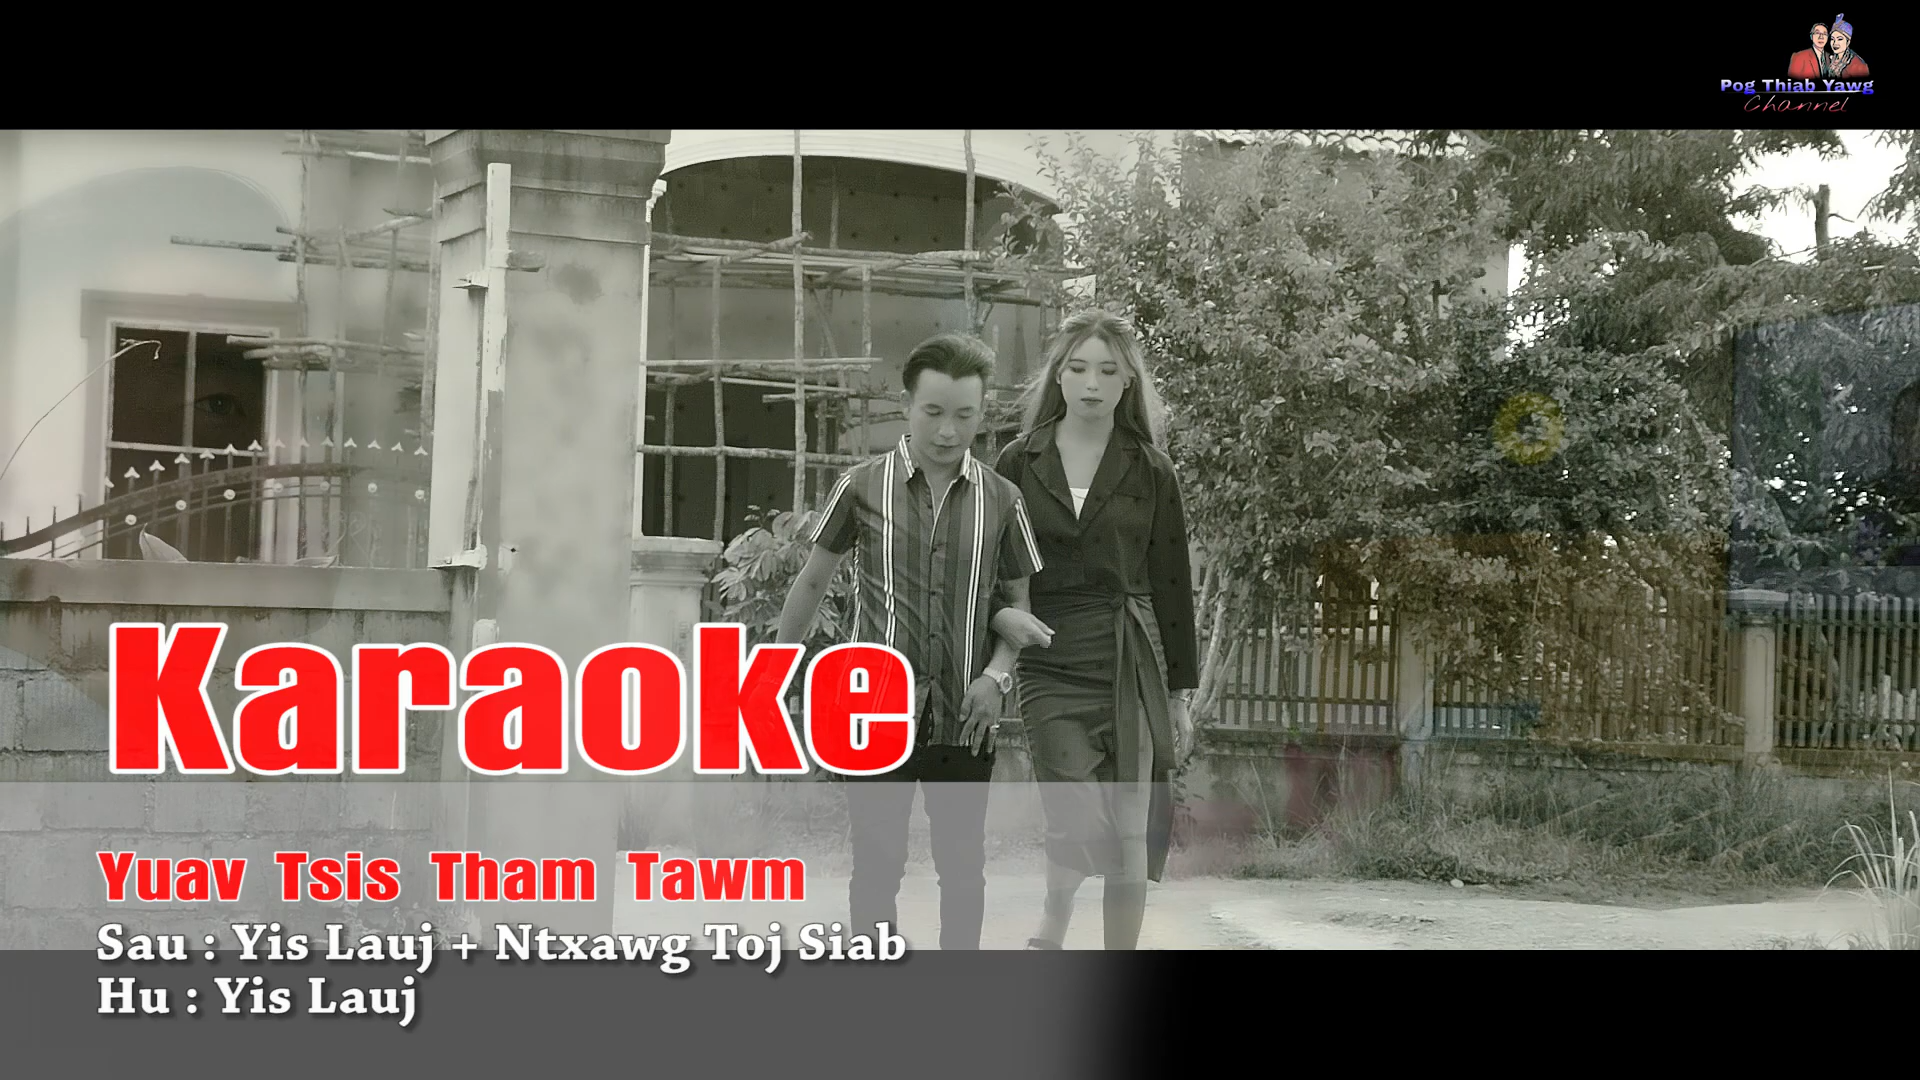 Pog Thiab Yawg
Channel
Karaoke
Yuav Tsis Tham Tawm
Sau : Yis Lauj + Ntxawg Toj Siab
Hu : Yis Lauj